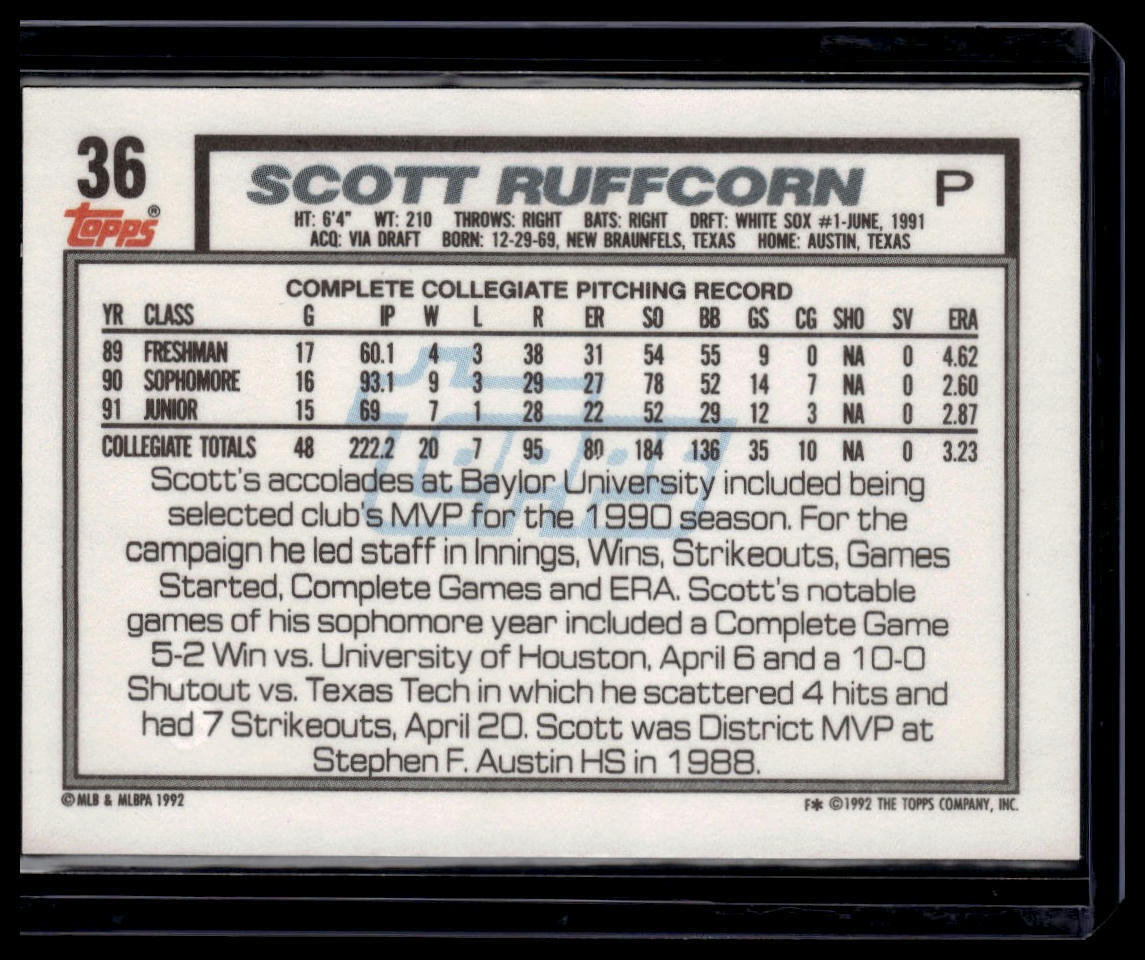 36
Topps®
SCOTT RUFFCORN P
HT: 6'4" WT: 210 THROWS: RIGHT BATS: RIGHT DRFT: WHITE SOX #1-JUNE, 1991
ACQ: VIA DRAFT BORN: 12-29-69, NEW BRAUNFELS, TEXAS HOME: AUSTIN, TEXAS
COMPLETE COLLEGIATE PITCHING RECORD
YR CLASS G IP W L R ER SO BB GS CG SHO SV ERA
89 FRESHMAN 17 60.1 4 3 38 31 54 55 9 0 NA 0 4.62
90 SOPHOMORE 16 93.1 9 3 29 27 78 52 14 7 NA 0 2.60
91 JUNIOR 15 69 7 1 28 22 52 29 12 3 NA 0 2.87
COLLEGIATE TOTALS 48 222.2 20 7 95 80 184 136 35 10 NA 0 3.23
Scott's accolades at Baylor University included being
selected club's MVP for the 1990 season. For the
campaign he led staff in Innings, Wins, Strikeouts, Games
Started, Complete Games and ERA. Scott's notable
games of his sophomore year included a Complete Game
5-2 Win vs. University of Houston, April 6 and a 10-0
Shutout vs. Texas Tech in which he scattered 4 hits and
had 7 Strikeouts, April 20. Scott was District MVP at
Stephen F. Austin HS in 1988.
© MLB & MLBPA 1992
F✱ ©1992 THE TOPPS COMPANY, INC.